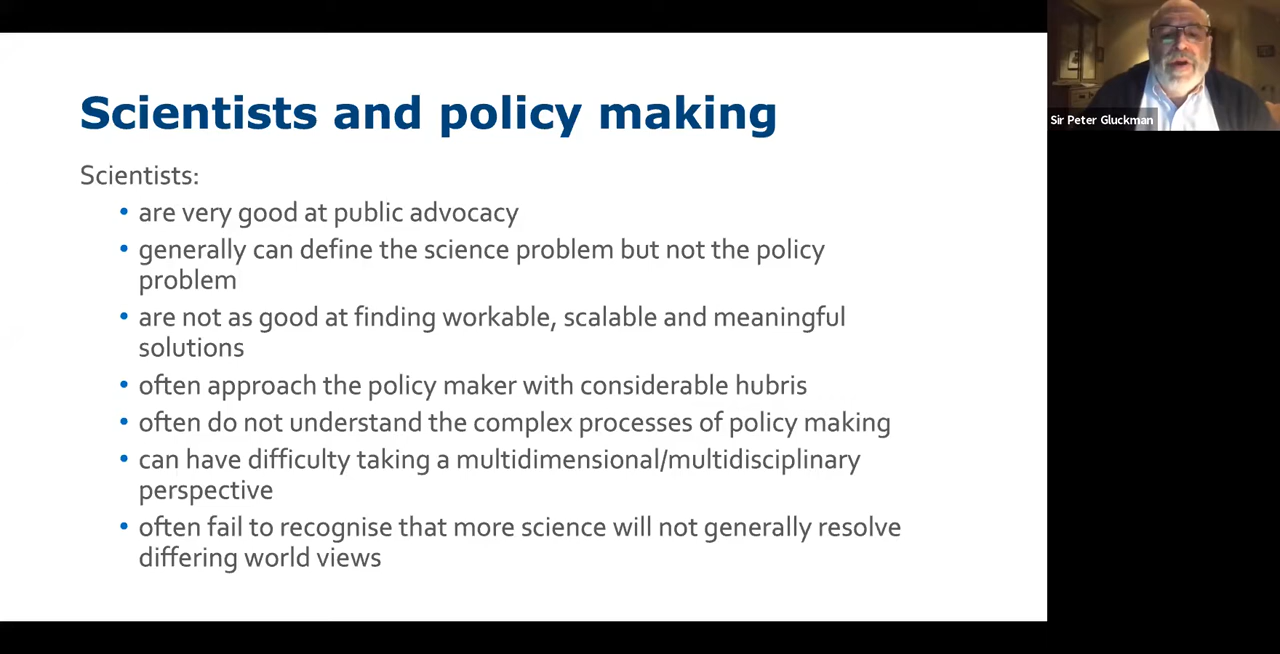 Scientists and policy making
Scientists:
• are very good at public advocacy
• generally can define the science problem but not the policy
problem
• are not as good at finding workable, scalable and meaningful
solutions
• often approach the policy maker with considerable hubris
• often do not understand the complex processes of policy making
• can have difficulty taking a multidimensional/multidisciplinary
perspective
• often fail to recognise that more science will not generally resolve
differing world views
Sir Peter Gluckman